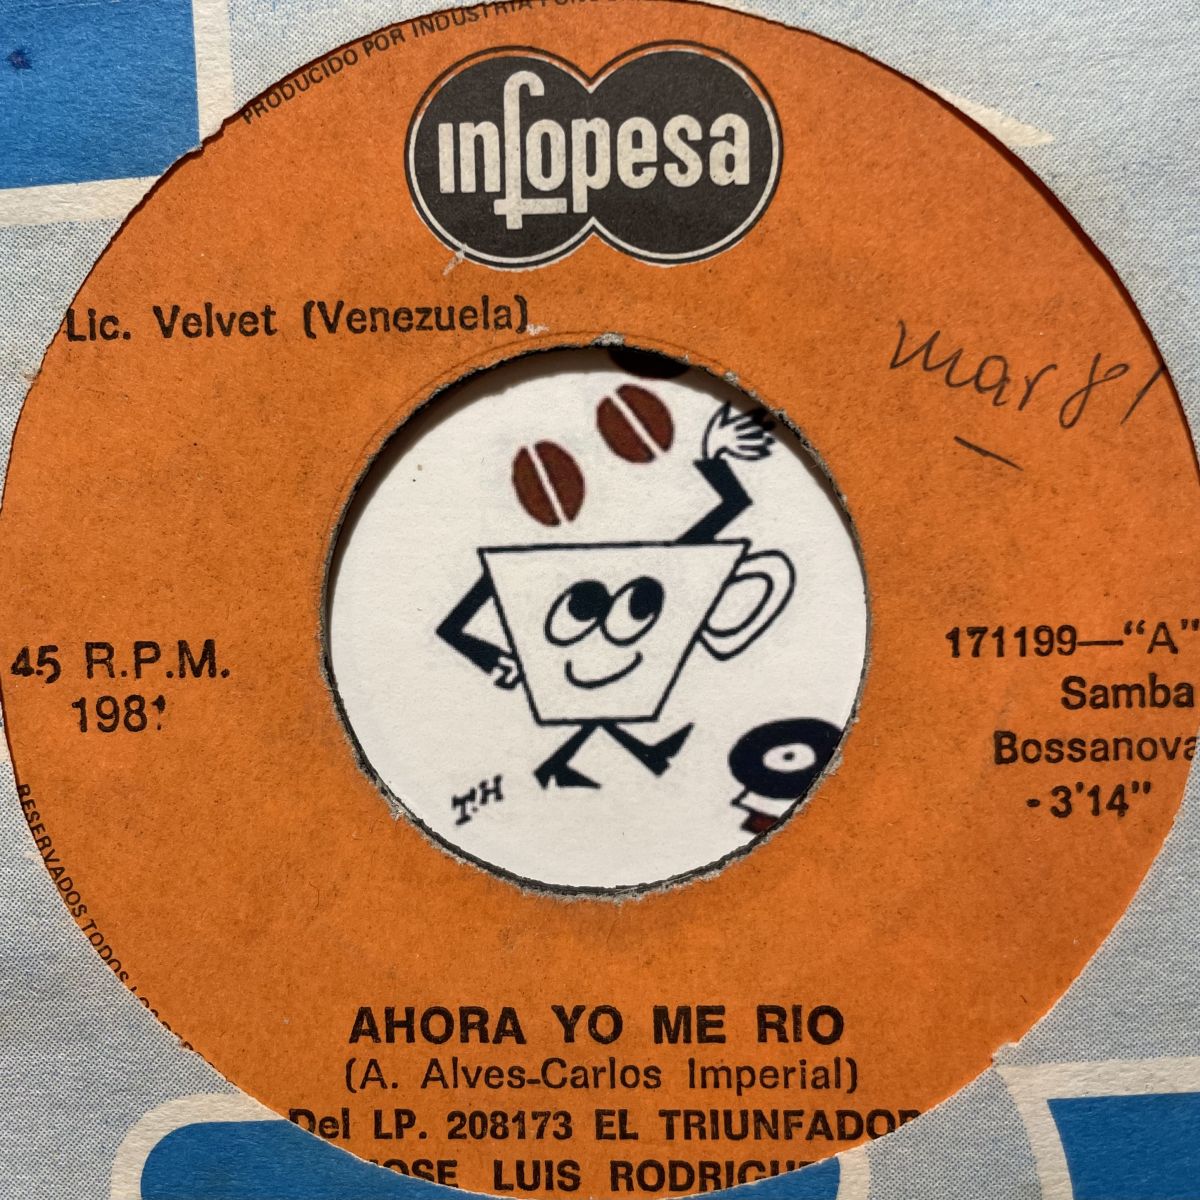 PRODUCIDO POR INDUSTRIA
infopesa
Lic. Velvet (Venezuela)
mar 81
45 R.P.M.
1981
171199—"A"
Samba
Bossanova
- 3'14"
T.H
RESERVADOS TODOS
AHORA YO ME RIO
(A. Alves-Carlos Imperial)
Del LP. 208173 EL TRIUNFADOR
JOSE LUIS RODRIGUE